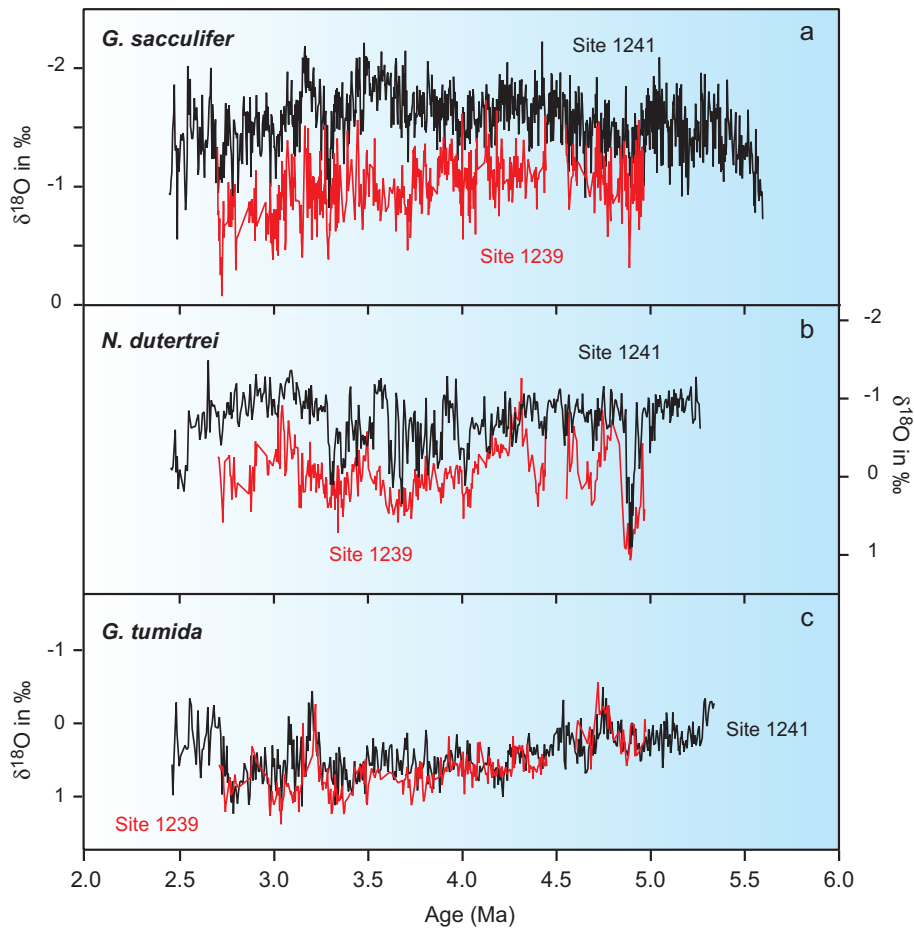 G. sacculifer
Site 1241
a
-2
-1
0
δ18O in ‰
Site 1239
N. dutertrei
Site 1241
b
-2
-1
0
1
δ18O in ‰
Site 1239
G. tumida
c
-1
0
1
δ18O in ‰
Site 1241
Site 1239
2.0 2.5 3.0 3.5 4.0 4.5 5.0 5.5 6.0
Age (Ma)